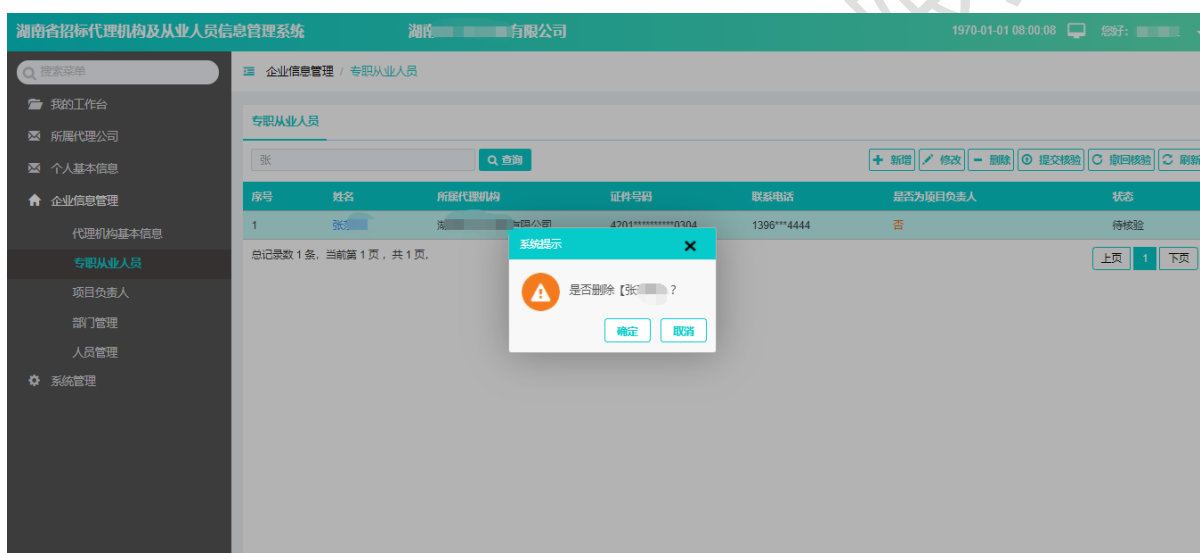 湖南省招标代理机构及从业人员信息管理系统 湖南 有限公司 1970-01-01 08:00:08 您好:
搜索菜单
企业信息管理 / 专职从业人员
我的工作台
所属代理公司
个人基本信息
企业信息管理
代理机构基本信息
专职从业人员
项目负责人
部门管理
人员管理
系统管理
专职从业人员
张 查询 新增 修改 删除 提交核验 撤回核验 刷新
序号 姓名 所属代理机构 证件号码 联系电话 是否为项目负责人 状态
1 张 有限公司 4201**********0304 1396***4444 否 待核验
总记录数 1 条, 当前第 1 页 , 共 1 页, 上页 1 下页
系统提示
是否删除【张 ?
确定 取消